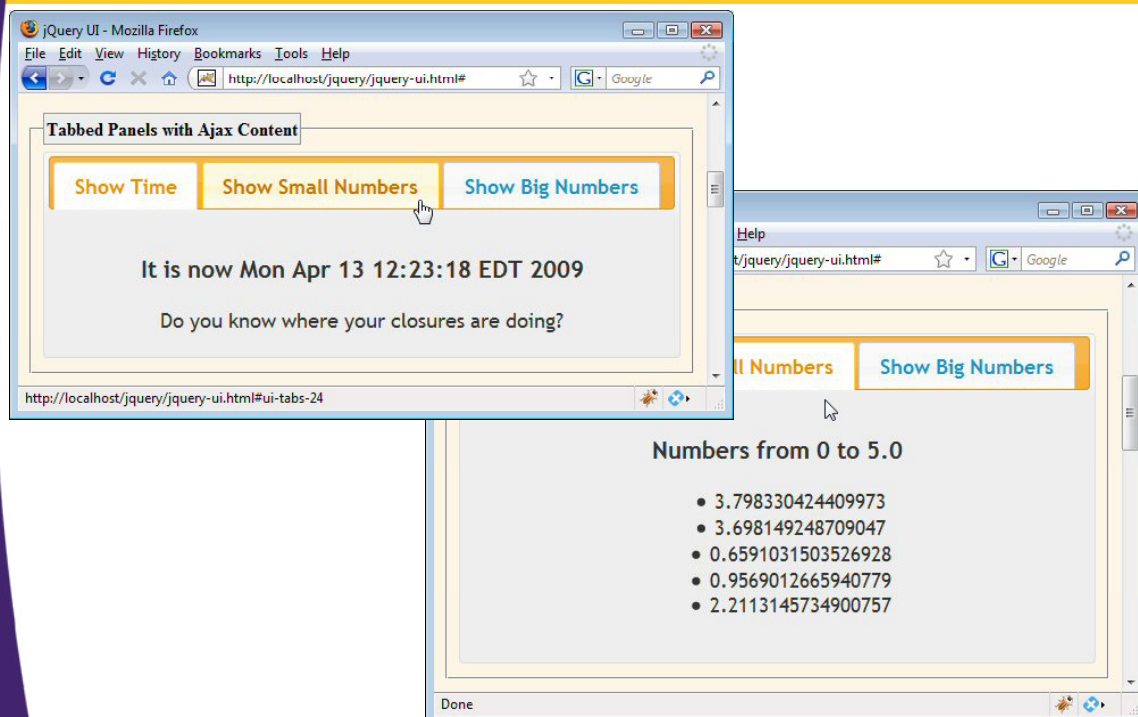 jQuery UI - Mozilla Firefox
File Edit View History Bookmarks Tools Help
http://localhost/jquery/jquery-ui.html#
G Google
Tabbed Panels with Ajax Content
Show Time Show Small Numbers Show Big Numbers
It is now Mon Apr 13 12:23:18 EDT 2009
Do you know where your closures are doing?
http://localhost/jquery/jquery-ui.html#ui-tabs-24
Help
t/jquery/jquery-ui.html#
G Google
ll Numbers Show Big Numbers
Numbers from 0 to 5.0
• 3.798330424409973
• 3.698149248709047
• 0.6591031503526928
• 0.9569012665940779
• 2.2113145734900757
Done